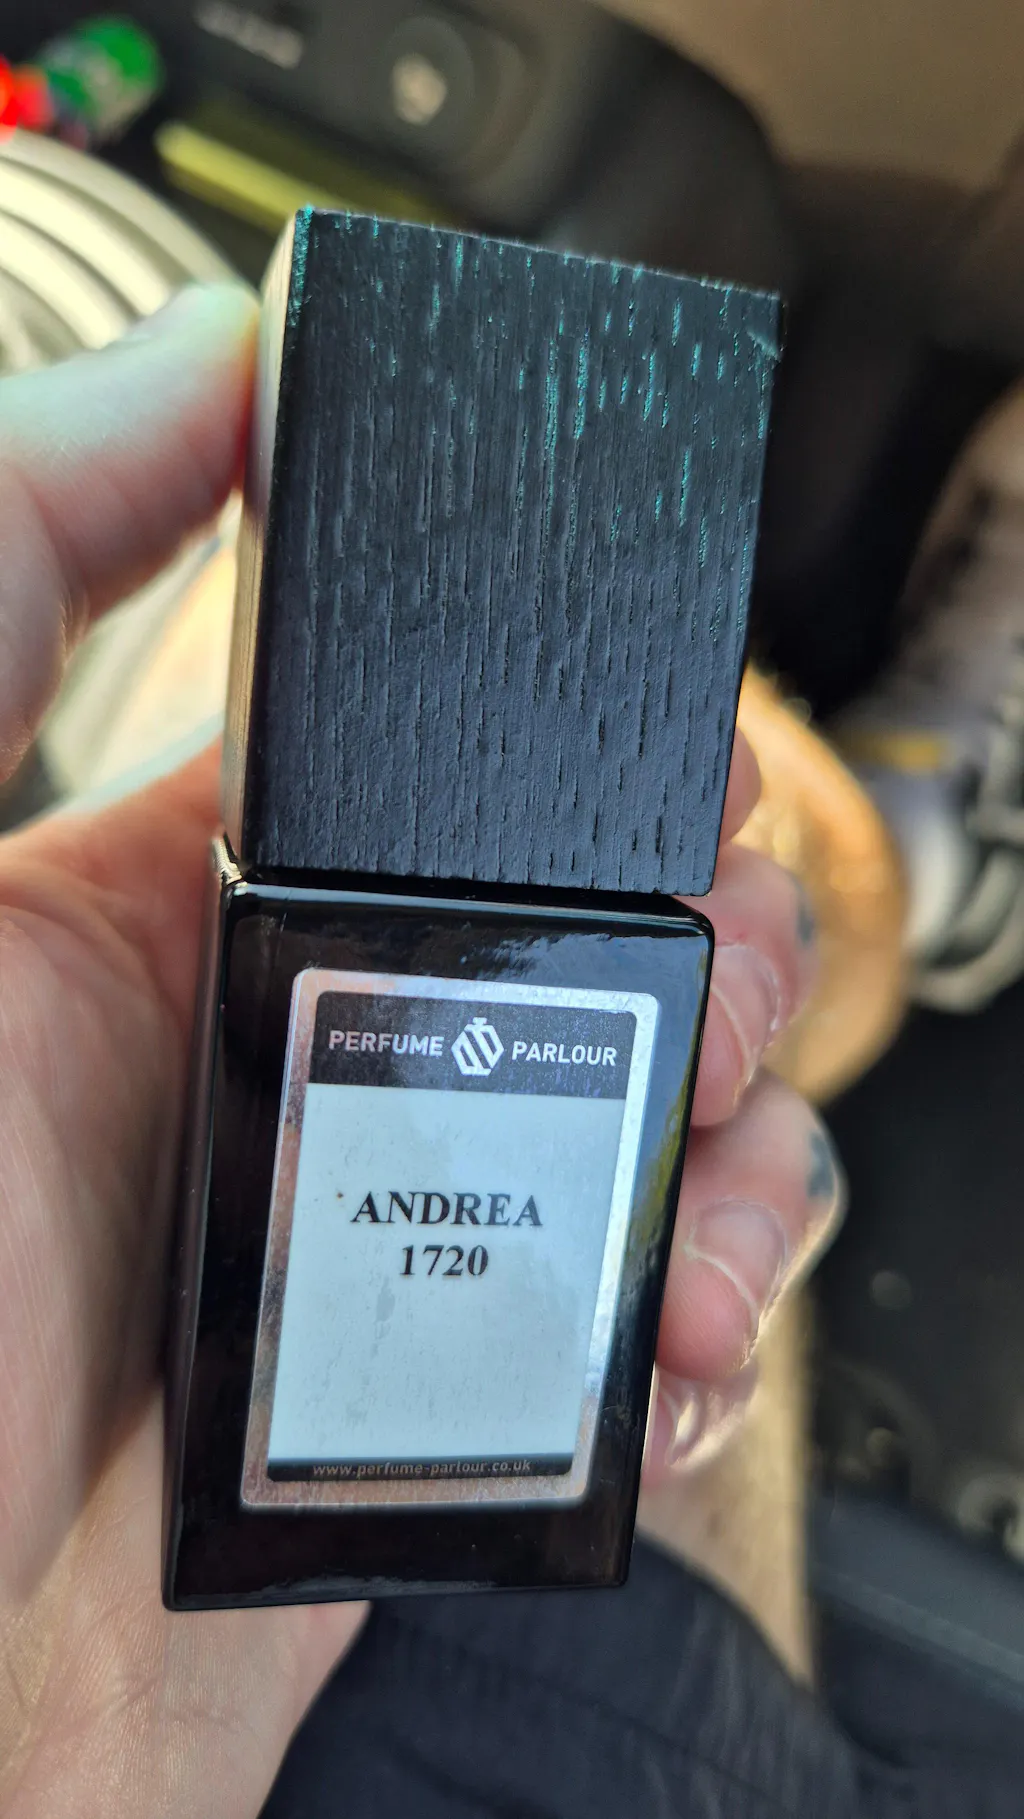 PERFUME PARLOUR
ANDREA
1720
www.perfume-parlour.co.uk